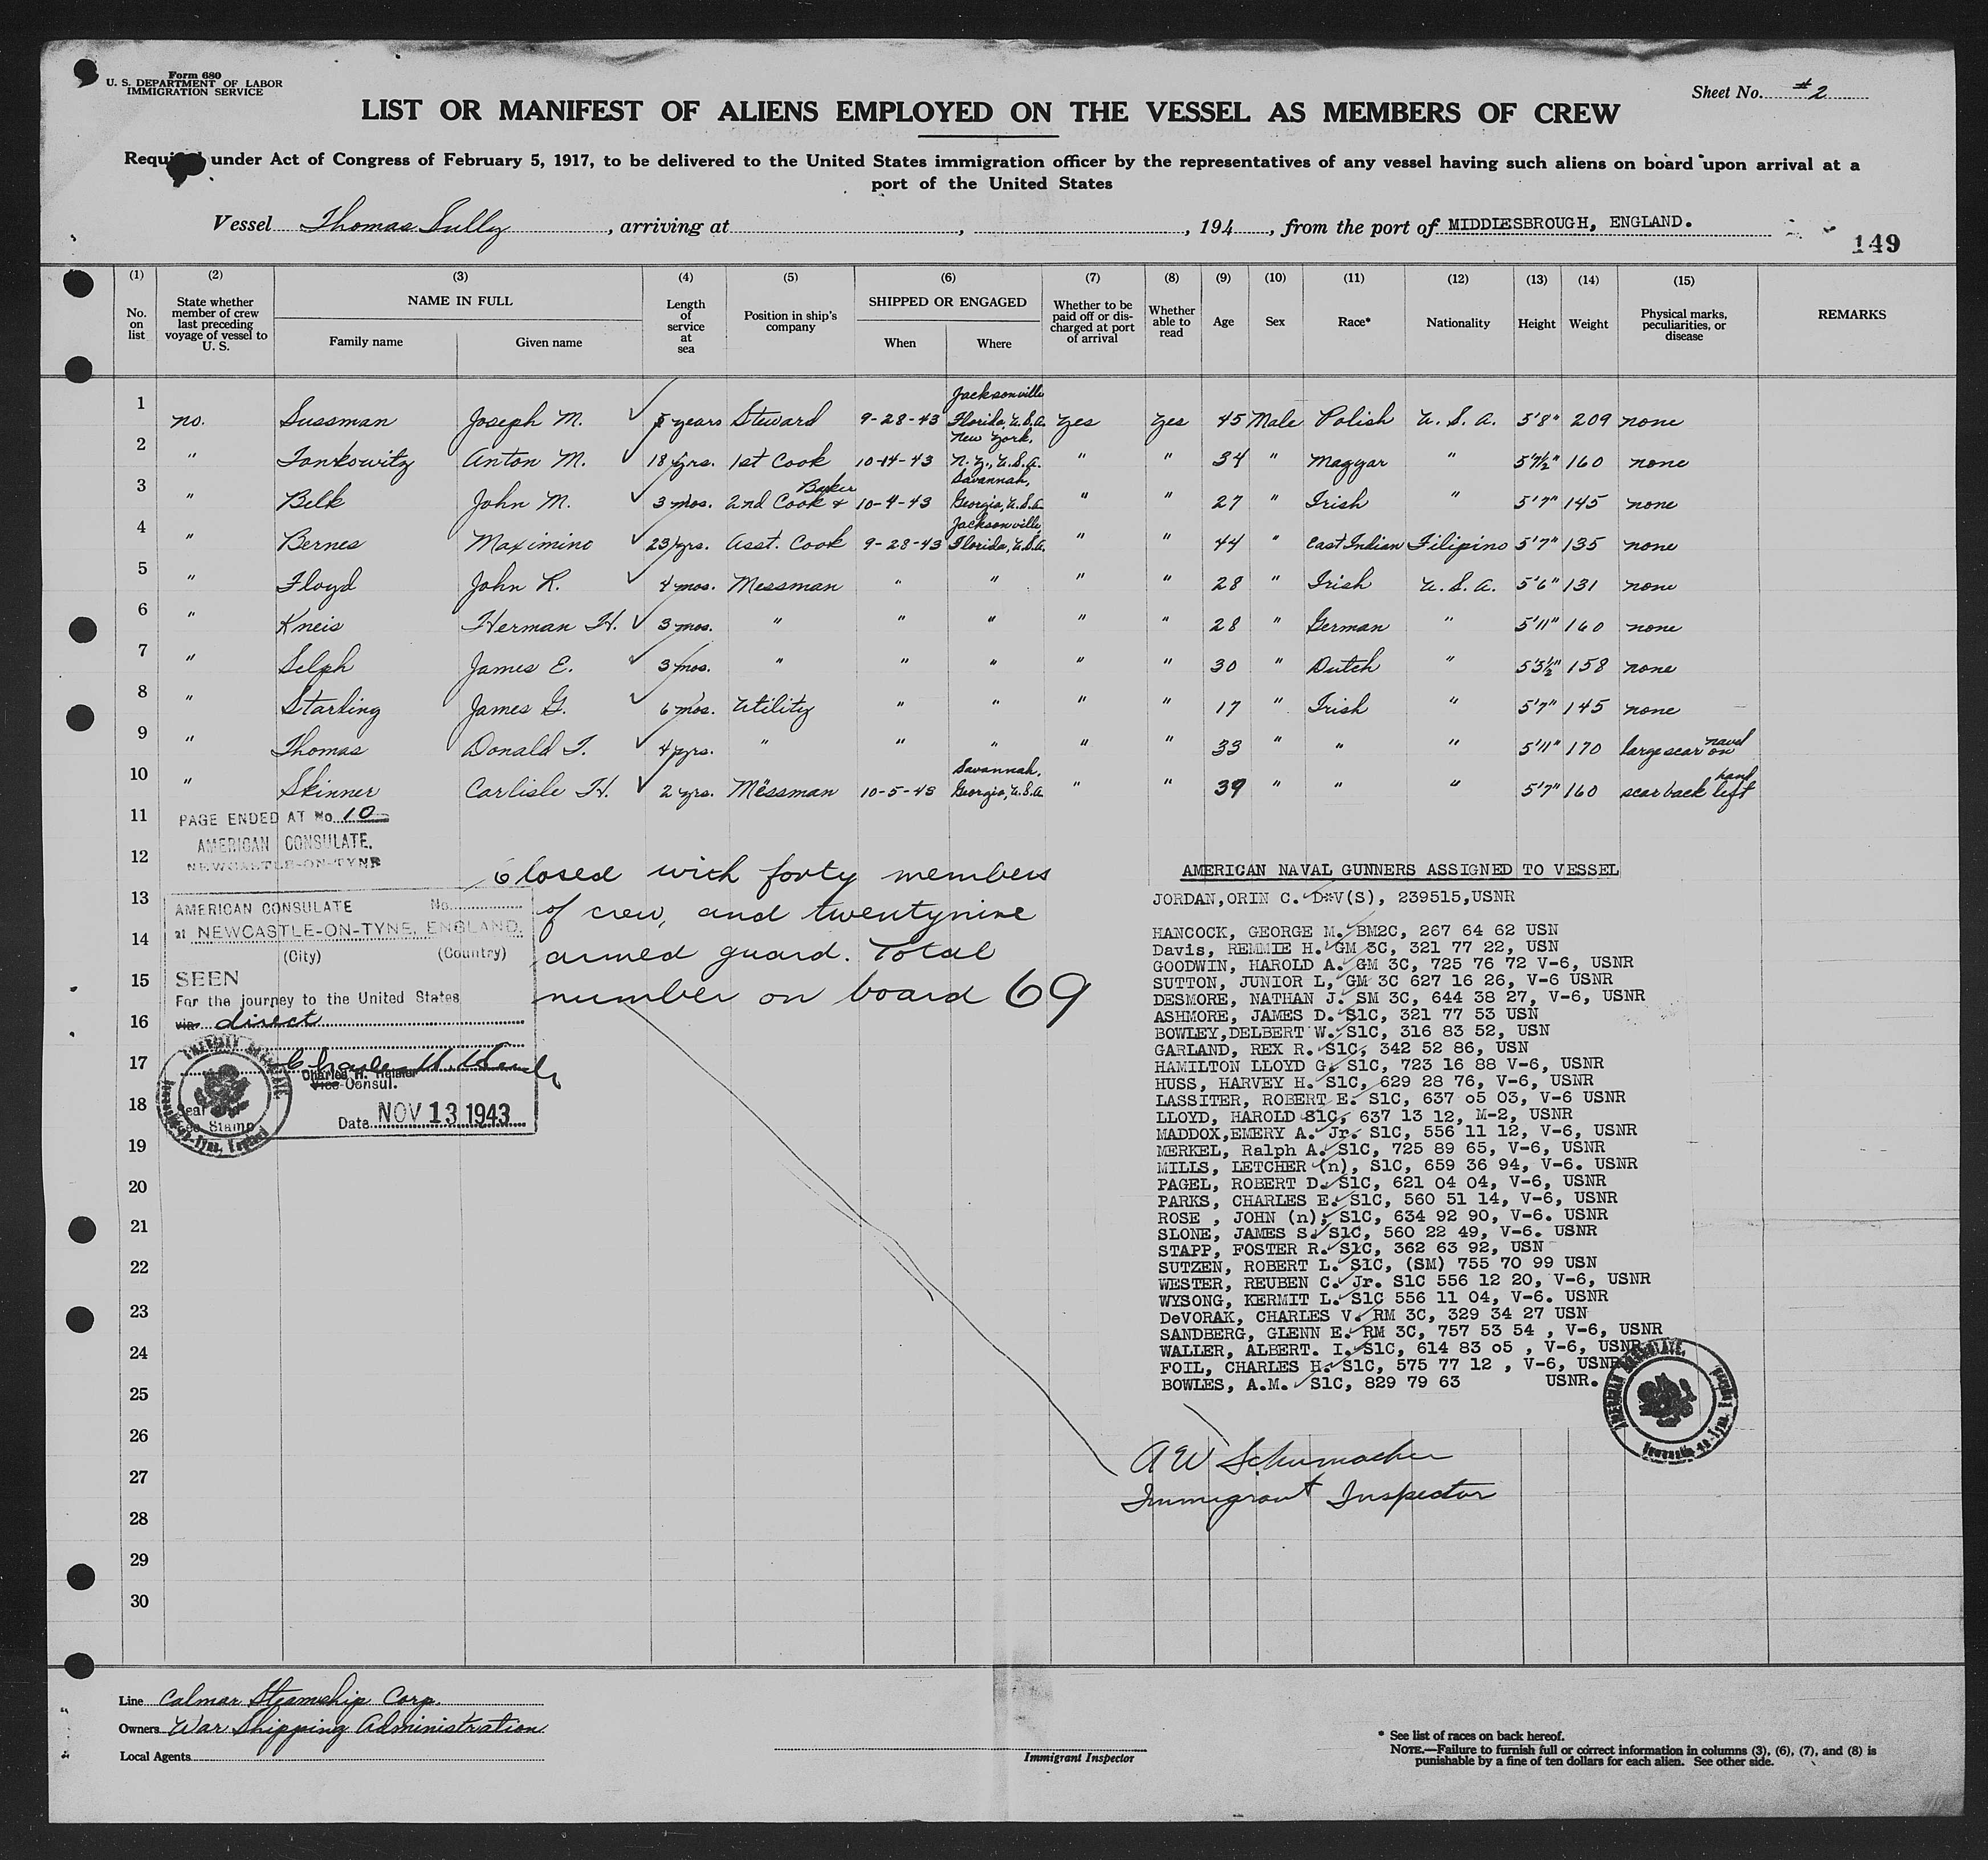 Form 680
U. S. DEPARTMENT OF LABOR
IMMIGRATION SERVICE
Sheet No. #2
LIST OR MANIFEST OF ALIENS EMPLOYED ON THE VESSEL AS MEMBERS OF CREW
under Act of Congress of February 5, 1917, to be delivered to the United States immigration officer by the representatives of any vessel having such aliens on board upon arrival at a
port of the United States
Vessel Thomas Sully, arriving at , , 194 , from the port of MIDDLESBROUGH, ENGLAND.
149
(1) (2) (3) (4) (5) (6) (7) (8) (9) (10) (11) (12) (13) (14) (15)
No. on list
State whether member of crew last preceding voyage of vessel to U. S.
NAME IN FULL
Family name Given name
Length of service at sea
Position in ship's company
SHIPPED OR ENGAGED
When Where
Whether to be paid off or discharged at port of arrival
Whether able to read
Age Sex Race* Nationality Height Weight
Physical marks, peculiarities, or disease
REMARKS
1 no. Sussman Joseph M. 5 years Steward 9-28-43 Jacksonville Florida, U.S.A. Yes Yes 45 Male Polish U.S.A. 5'8" 209 none
2 " Tonkowitz Anton M. 18 yrs. 1st Cook 10-14-43 New York, N.Y., U.S.A. " " 34 " Magyar " 5'7½" 160 none
3 " Belk John M. 3 mos. 2nd Cook & Baker 10-4-43 Savannah, Georgia, U.S.A. " " 27 " Irish " 5'7" 145 none
4 " Bernes Maximino 23 yrs. Asst. Cook 9-28-43 Jacksonville, Florida, U.S.A. " " 44 " East Indian Filipino 5'7" 135 none
5 " Floyd John R. 4 mos. Messman " " " " 28 " Irish U.S.A. 5'6" 131 none
6 " Kneis Herman H. 3 mos. " " " " " 28 " German " 5'11" 160 none
7 " Selph James E. 3 mos. " " " " " 30 " Dutch " 5'3½" 158 none
8 " Starling James G. 6 mos. Utility " " " " 17 " Irish " 5'7" 145 none
9 " Thomas Donald T. 4 yrs. " " " " " 33 " " " 5'11" 170 large scar on navel
10 " Skinner Carlisle H. 2 yrs. Messman 10-5-43 Savannah, Georgia, U.S.A. " " 39 " " " 5'7" 160 scar back left hand
11
PAGE ENDED AT No. 10
AMERICAN CONSULATE.
NEWCASTLE-ON-TYNE
12
13
14
15
16
17
18
19
20
21
22
23
24
25
26
27
28
29
30
Closed with forty members
of crew, and twentynine
armed guard. Total
number on board 69
AMERICAN CONSULATE No.
at NEWCASTLE-ON-TYNE, ENGLAND.
(City) (Country)
SEEN
For the journey to the United States
via direct
Vice Consul.
Seal
Fee Stamp
Date NOV 13 1943
AMERICAN NAVAL GUNNERS ASSIGNED TO VESSEL
JORDAN,ORIN C. D-V(S), 239515,USNR
HANCOCK, GEORGE M. BM2C, 267 64 62 USN
Davis, REMMIE H. GM 3C, 321 77 22, USN
GOODWIN, HAROLD A. GM 3C, 725 76 72 V-6, USNR
SUTTON, JUNIOR L, GM 3C 627 16 26, V-6 USNR
DESMORE, NATHAN J. SM 3C, 644 38 27, V-6, USNR
ASHMORE, JAMES D. S1C, 321 77 53 USN
BOWLEY,DELBERT W. S1C, 316 83 52, USN
GARLAND, REX R. S1C, 342 52 86, USN
HAMILTON LLOYD G. S1C, 723 16 88 V-6, USNR
HUSS, HARVEY H. S1C, 629 28 76, V-6, USNR
LASSITER, ROBERT E. S1C, 637 05 03, V-6 USNR
LLOYD, HAROLD S1C, 637 13 12, M-2, USNR
MADDOX,EMERY A. Jr. S1C, 556 11 12, V-6, USNR
MERKEL, Ralph A. S1C, 725 89 65, V-6, USNR
MILLS, LETCHER (n), S1C, 659 36 94, V-6. USNR
PAGEL, ROBERT D. S1C, 621 04 04, V-6, USNR
PARKS, CHARLES E. S1C, 560 51 14, V-6, USNR
ROSE , JOHN (n), S1C, 634 92 90, V-6. USNR
SLONE, JAMES S. S1C, 560 22 49, V-6. USNR
STAPP, FOSTER R. S1C, 362 63 92, USN
SUTZEN, ROBERT L. S1C, (SM) 755 70 99 USN
WESTER, REUBEN C. Jr. S1C 556 12 20, V-6, USNR
WYSONG, KERMIT L. S1C 556 11 04, V-6. USNR
DeVORAK, CHARLES V. RM 3C, 329 34 27 USN
SANDBERG, GLENN E. RM 3C, 757 53 54 , V-6, USNR
WALLER, ALBERT. I. S1C, 614 83 05 , V-6, USNR
FOIL, CHARLES H. S1C, 575 77 12 , V-6, USNR
BOWLES, A.M. S1C, 829 79 63 USNR.
AW Schumacher
Immigrant Inspector
Line Calmar Steamship Corp.
Owners War Shipping Administration
Local Agents
Immigrant Inspector
* See list of races on back hereof.
NOTE.—Failure to furnish full or correct information in columns (3), (6), (7), and (8) is
punishable by a fine of ten dollars for each alien. See other side.